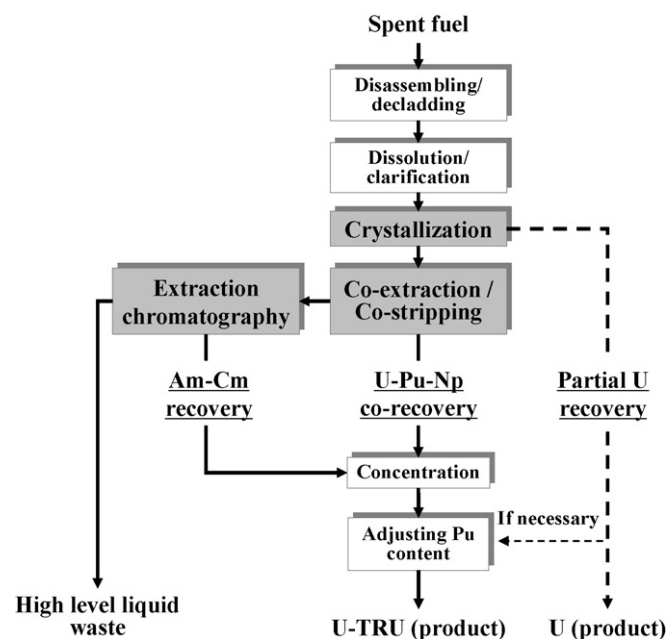 Spent fuel
Disassembling/
decladding
Dissolution/
clarification
Crystallization
Extraction
chromatography
Co-extraction /
Co-stripping
Am-Cm
recovery
U-Pu-Np
co-recovery
Partial U
recovery
Concentration
If necessary
Adjusting Pu
content
High level liquid
waste
U-TRU (product)
U (product)